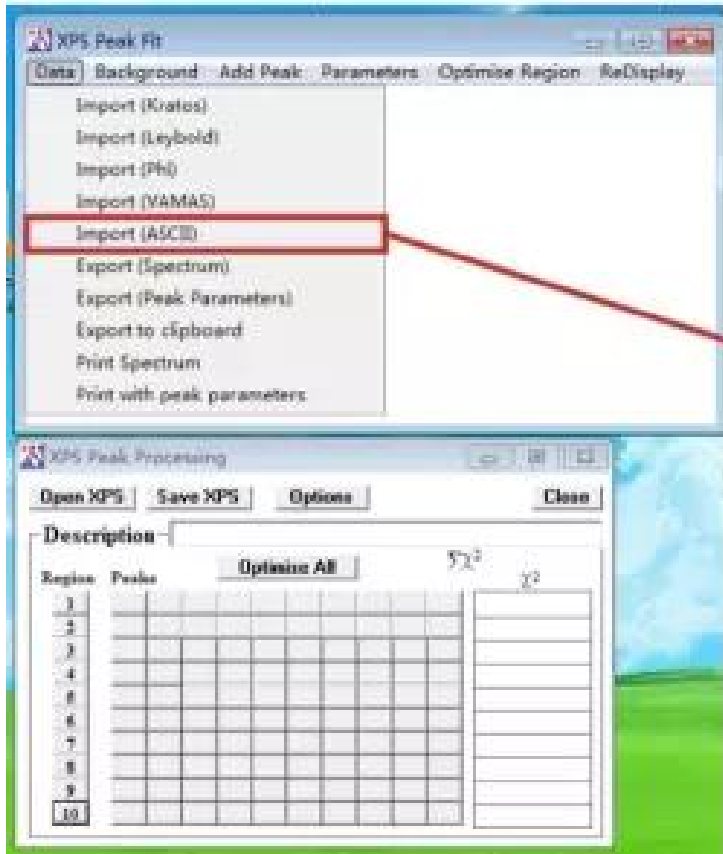 XPS Peak Fit
Data Background Add Peak Parameters Optimise Region ReDisplay
Import (Kratos)
Import (Leybold)
Import (Phi)
Import (VAMAS)
Import (ASCII)
Export (Spectrum)
Export (Peak Parameters)
Export to clipboard
Print Spectrum
Print with peak parameters
XPS Peak Processing
Open XPS Save XPS Options Close
Description
Optimise All Σχ²
Region Peaks χ²
1
2
3
4
5
6
7
8
9
10